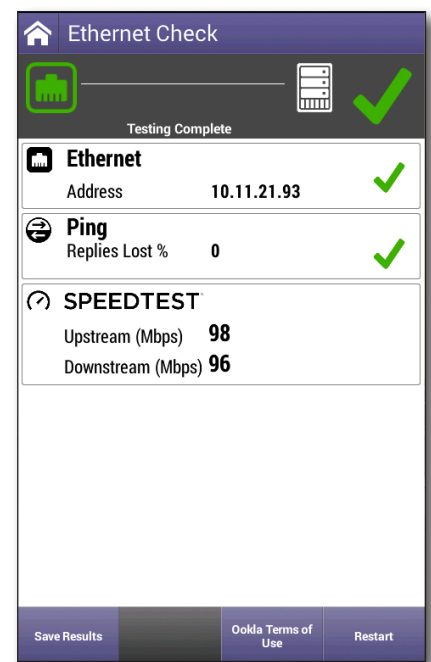 Ethernet Check
Testing Complete
Ethernet
Address 10.11.21.93
Ping
Replies Lost % 0
SPEEDTEST
Upstream (Mbps) 98
Downstream (Mbps) 96
Save Results
Ookla Terms of
Use
Restart